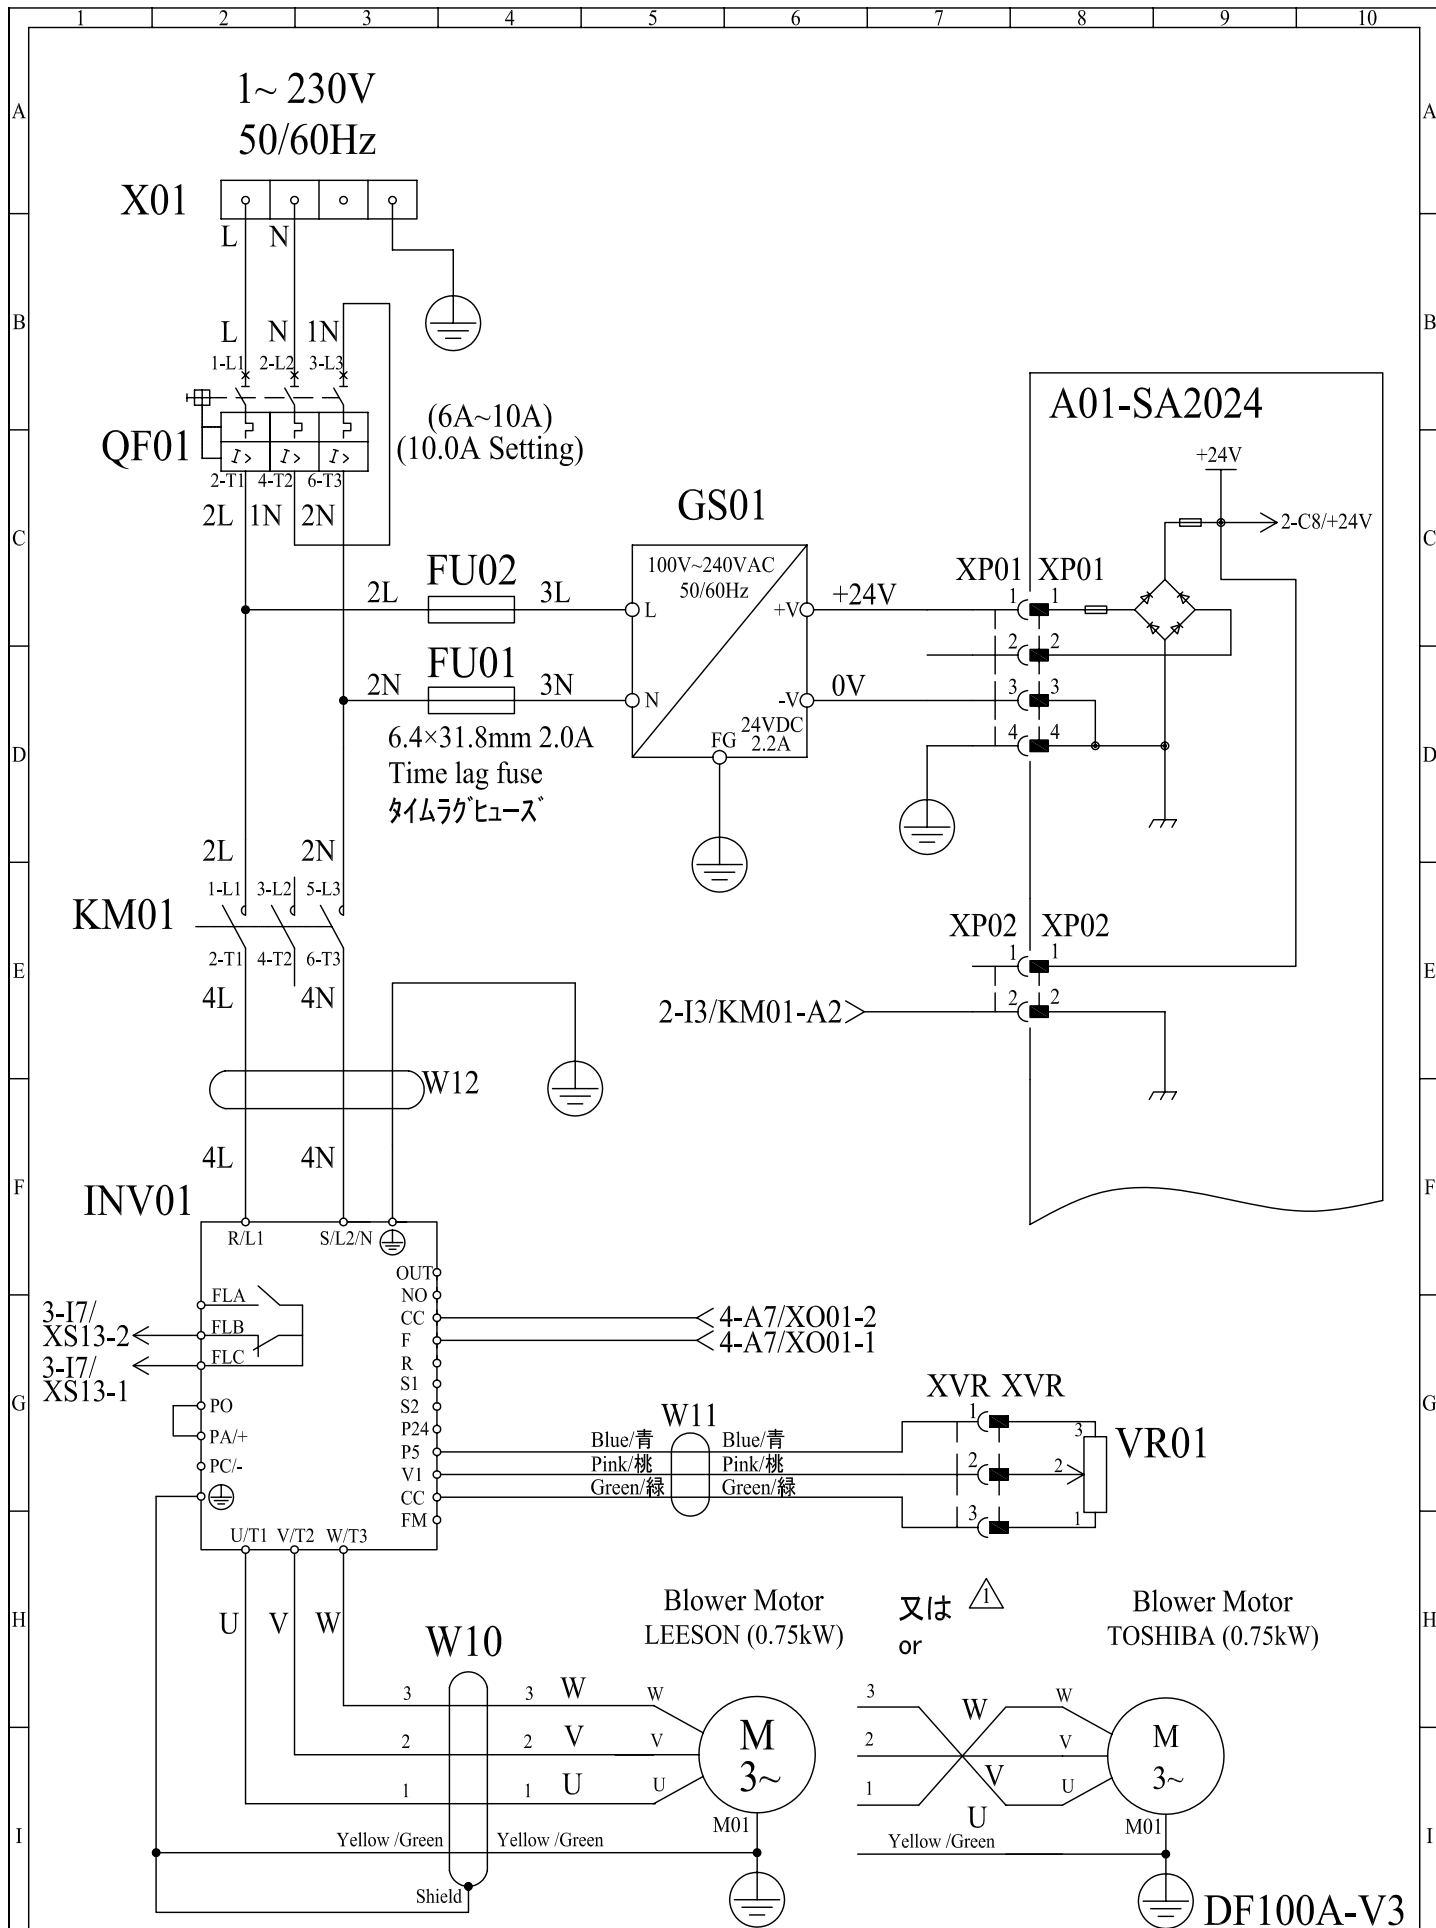 1 2 3 4 5 6 7 8 9 10
A A
1~ 230V
50/60Hz
X01
L N
B B
L N 1N
1-L1 2-L2 3-L3
A01-SA2024
(6A~10A)
QF01
(10.0A Setting)
I> I> I>
2-T1 4-T2 6-T3
+24V
2L 1N 2N
GS01
2-C8/+24V
C C
100V~240VAC
50/60Hz
FU02
XP01 XP01
2L 3L
L +V
+24V
1 1
FU01
2 2
2N 3N
N -V
0V
3 3
24VDC
2.2A
FG
4 4
6.4×31.8mm 2.0A
Time lag fuse
タイムラグヒューズ
D D
2L 2N
1-L1 3-L2 5-L3
KM01
XP02 XP02
2-T1 4-T2 6-T3
1 1
E E
4L 4N
2-I3/KM01-A2
2 2
W12
4L 4N
F F
INV01
R/L1 S/L2/N
OUT
FLA
NO
3-I7/
XS13-2
FLB
CC
4-A7/XO01-2
F
4-A7/XO01-1
3-I7/
XS13-1
FLC
R
S1
G G
PO
S2
XVR XVR
PA/+
P24
W11
1
3
Blue/青 Blue/青
P5
VR01
PC/-
V1
Pink/桃 Pink/桃
2 2
CC
Green/緑 Green/緑
FM
3 1
U/T1 V/T2 W/T3
H H
U V W
Blower Motor
LEESON (0.75kW)
又は
or
1
Blower Motor
TOSHIBA (0.75kW)
W10
3 3 W W
3 W W
2 2 V V
2 V V
1 1 U U
1 U U
M
3~
M
3~
M01 M01
I I
Yellow /Green Yellow /Green
Yellow /Green
Shield
DF100A-V3